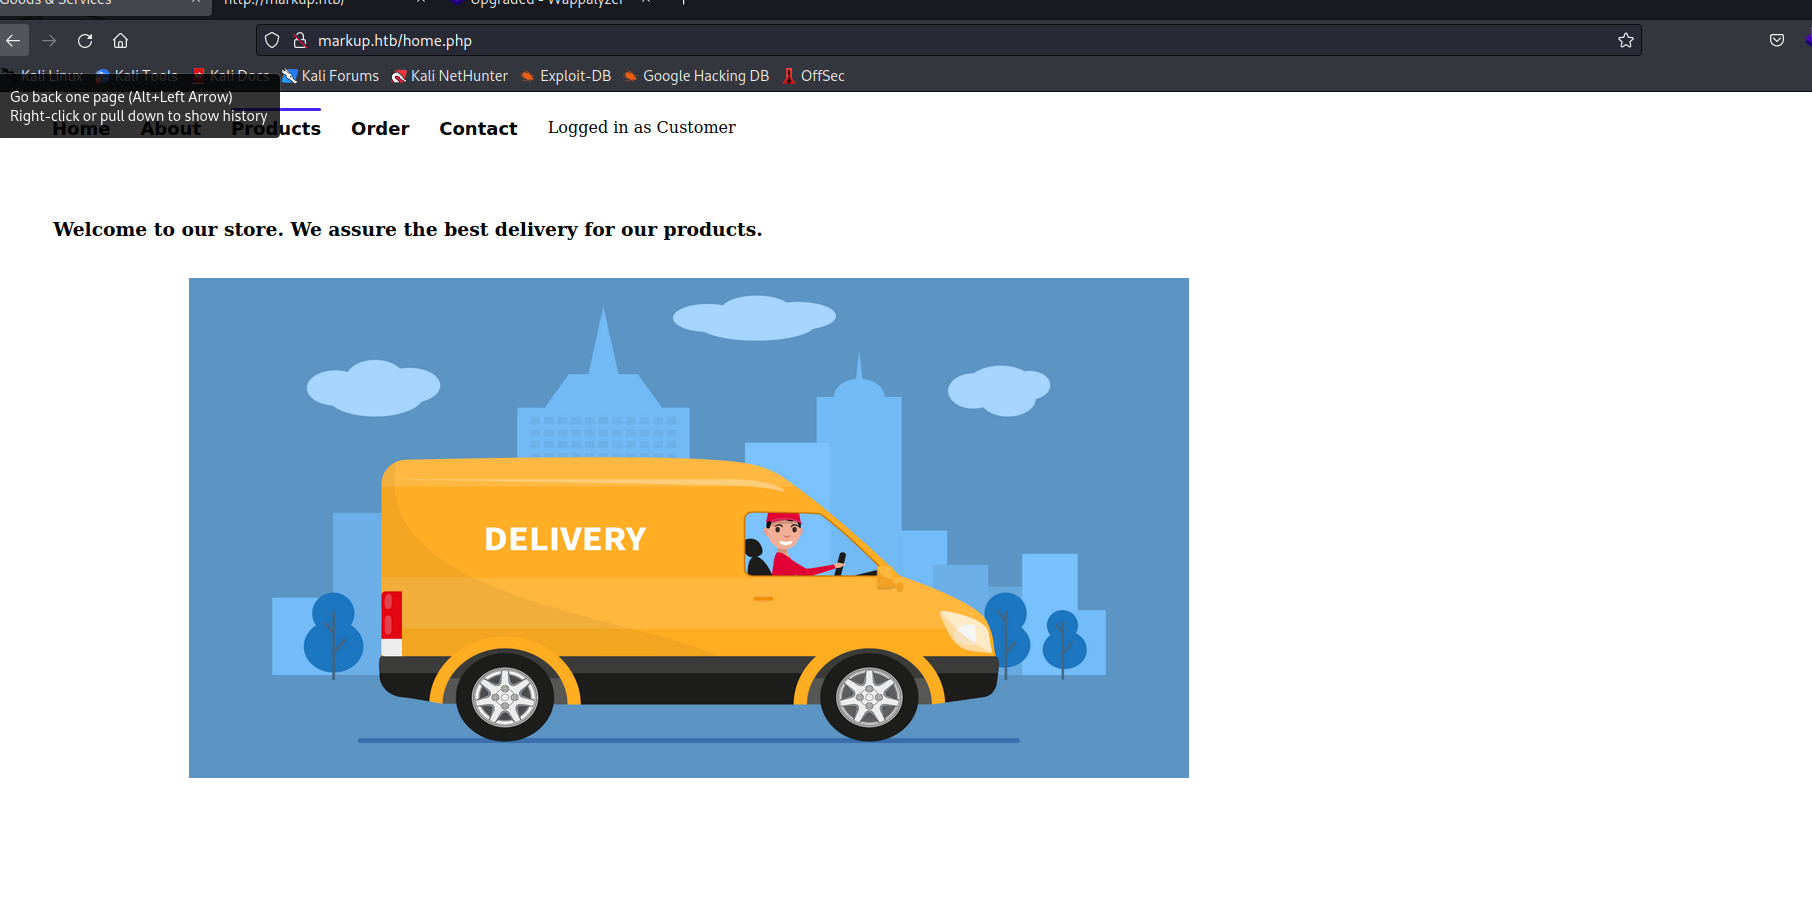 Goods & Services http://markup.htb/ Upgraded - Wappalyzer
markup.htb/home.php
Kali Linux Kali Tools Kali Docs Kali Forums Kali NetHunter Exploit-DB Google Hacking DB OffSec
Go back one page (Alt+Left Arrow)
Right-click or pull down to show history
Home About Products Order Contact Logged in as Customer
Welcome to our store. We assure the best delivery for our products.
DELIVERY